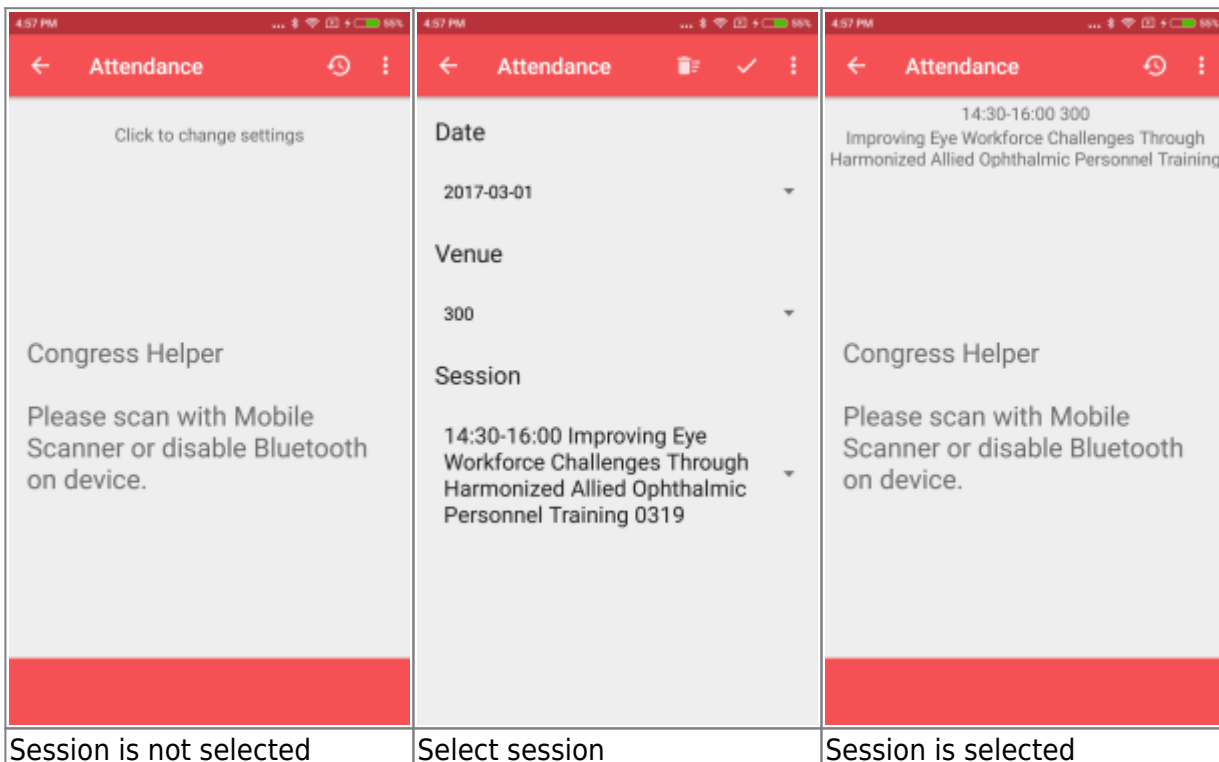 4:57 PM
... 55%
Attendance
Click to change settings
Congress Helper
Please scan with Mobile
Scanner or disable Bluetooth
on device.
Session is not selected
4:57 PM
... 55%
Attendance
Date
2017-03-01
Venue
300
Session
14:30-16:00 Improving Eye
Workforce Challenges Through
Harmonized Allied Ophthalmic
Personnel Training 0319
Select session
4:57 PM
... 55%
Attendance
14:30-16:00 300
Improving Eye Workforce Challenges Through
Harmonized Allied Ophthalmic Personnel Training
Congress Helper
Please scan with Mobile
Scanner or disable Bluetooth
on device.
Session is selected